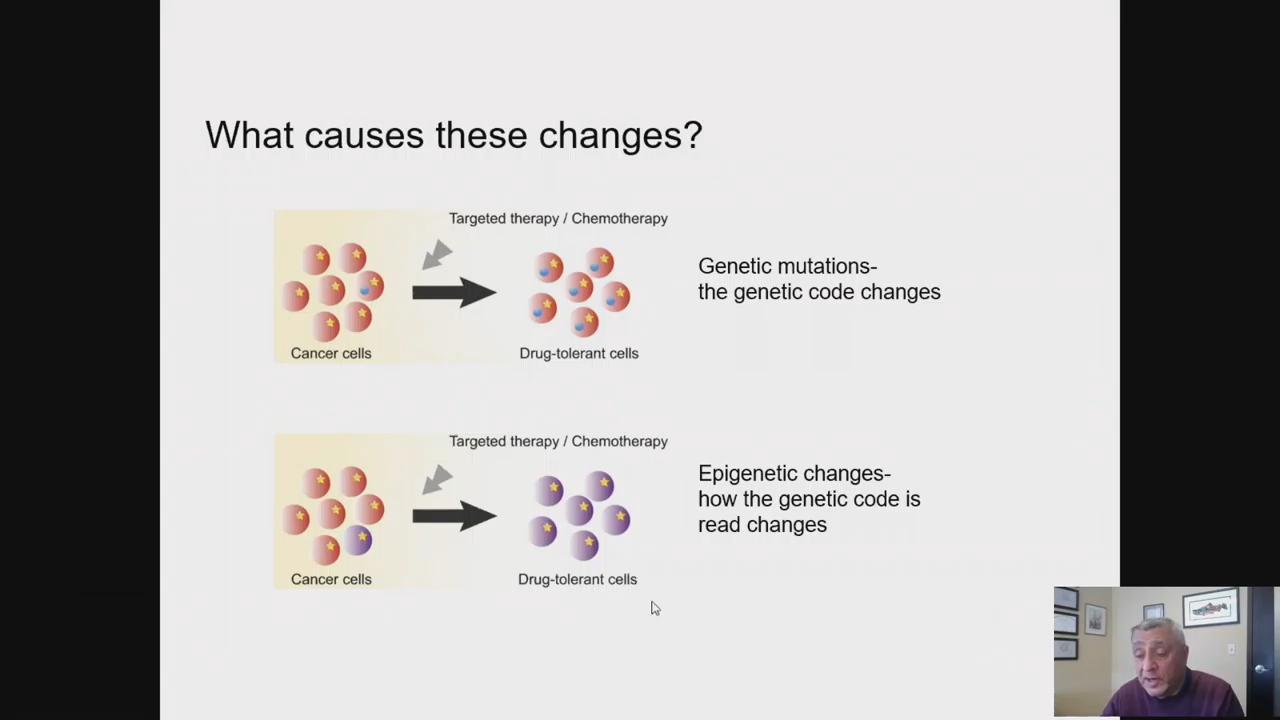 What causes these changes?
Targeted therapy / Chemotherapy
Genetic mutations-
the genetic code changes
Cancer cells
Drug-tolerant cells
Targeted therapy / Chemotherapy
Epigenetic changes-
how the genetic code is
read changes
Cancer cells
Drug-tolerant cells